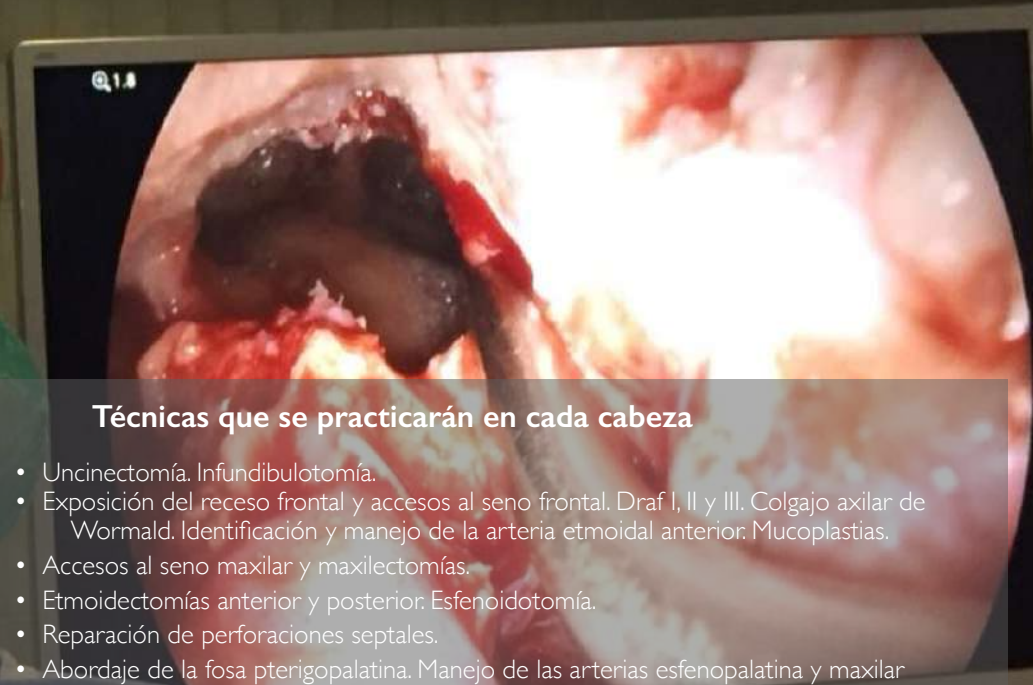 1.8
Técnicas que se practicarán en cada cabeza
• Uncinectomía. Infundibulotomía.
• Exposición del receso frontal y accesos al seno frontal. Draf I, II y III. Colgajo axilar de
Wormald. Identificación y manejo de la arteria etmoidal anterior. Mucoplastias.
• Accesos al seno maxilar y maxilectomías.
• Etmoidectomías anterior y posterior. Esfenoidotomía.
• Reparación de perforaciones septales.
• Abordaje de la fosa pterigopalatina. Manejo de las arterias esfenopalatina y maxilar